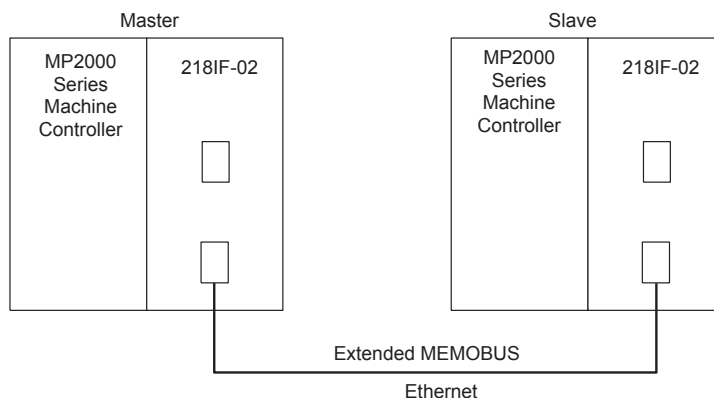 Master
Slave
MP2000
Series
Machine
Controller
218IF-02
MP2000
Series
Machine
Controller
218IF-02
Extended MEMOBUS
Ethernet